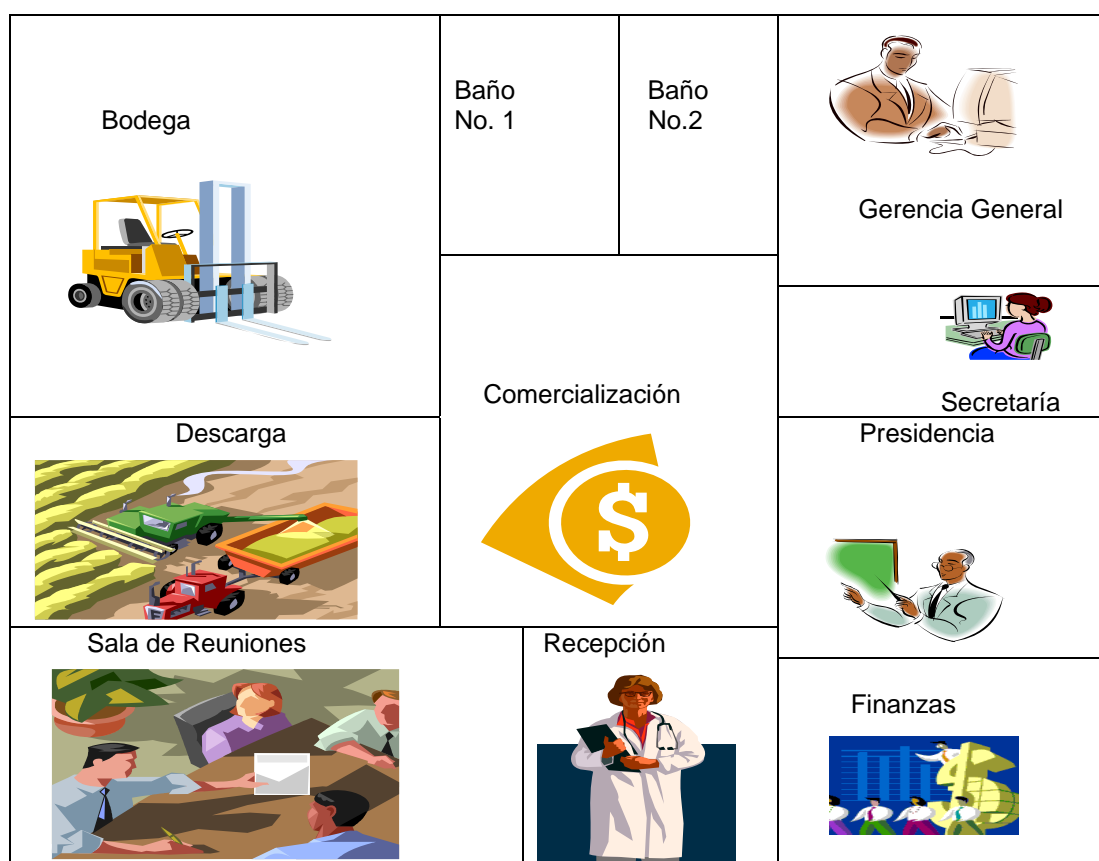 Bodega
Baño
No. 1
Baño
No.2
Gerencia General
Secretaría
Comercialización
$
Descarga
Presidencia
Sala de Reuniones
Recepción
Finanzas